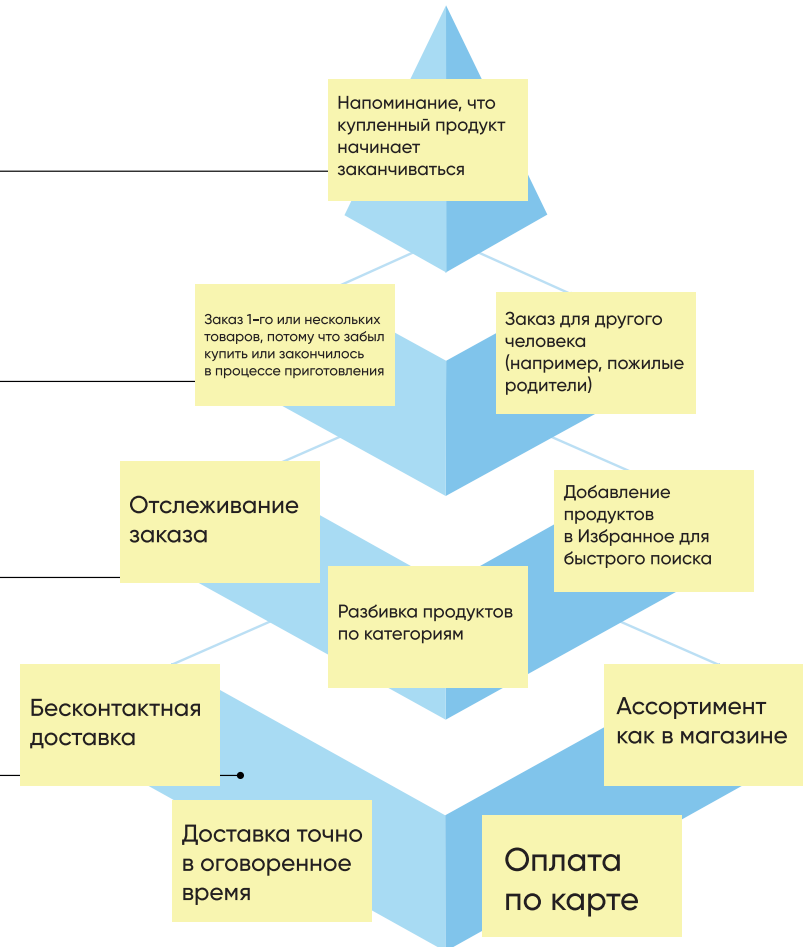 Напоминание, что
купленный продукт
начинает
заканчиваться
Заказ 1-го или нескольких
товаров, потому что забыл
купить или закончилось
в процессе приготовления
Заказ для другого
человека
(например, пожилые
родители)
Отслеживание
заказа
Добавление
продуктов
в Избранное для
быстрого поиска
Разбивка продуктов
по категориям
Бесконтактная
доставка
Ассортимент
как в магазине
Доставка точно
в оговоренное
время
Оплата
по карте